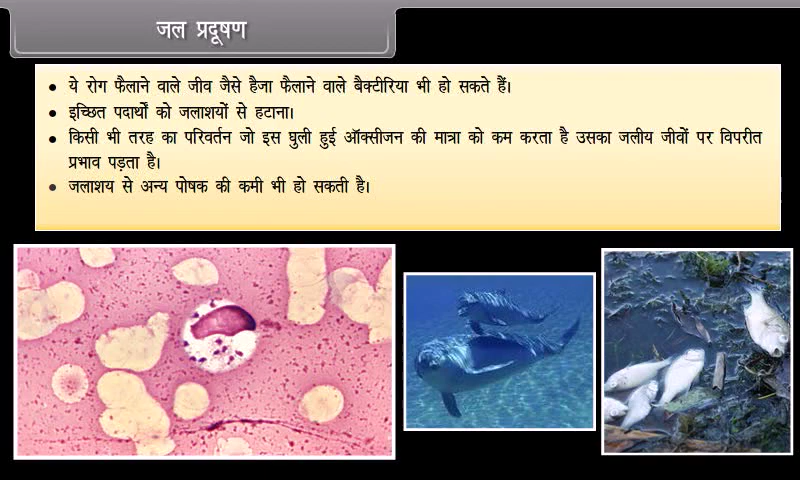 जल प्रदूषण
• ये रोग फैलाने वाले जीव जैसे हैजा फैलाने वाले बैक्टीरिया भी हो सकते हैं।
• इच्छित पदार्थों को जलाशयों से हटाना।
• किसी भी तरह का परिवर्तन जो इस घुली हुई ऑक्सीजन की मात्रा को कम करता है उसका जलीय जीवों पर विपरीत
प्रभाव पड़ता है।
• जलाशय से अन्य पोषक की कमी भी हो सकती है।